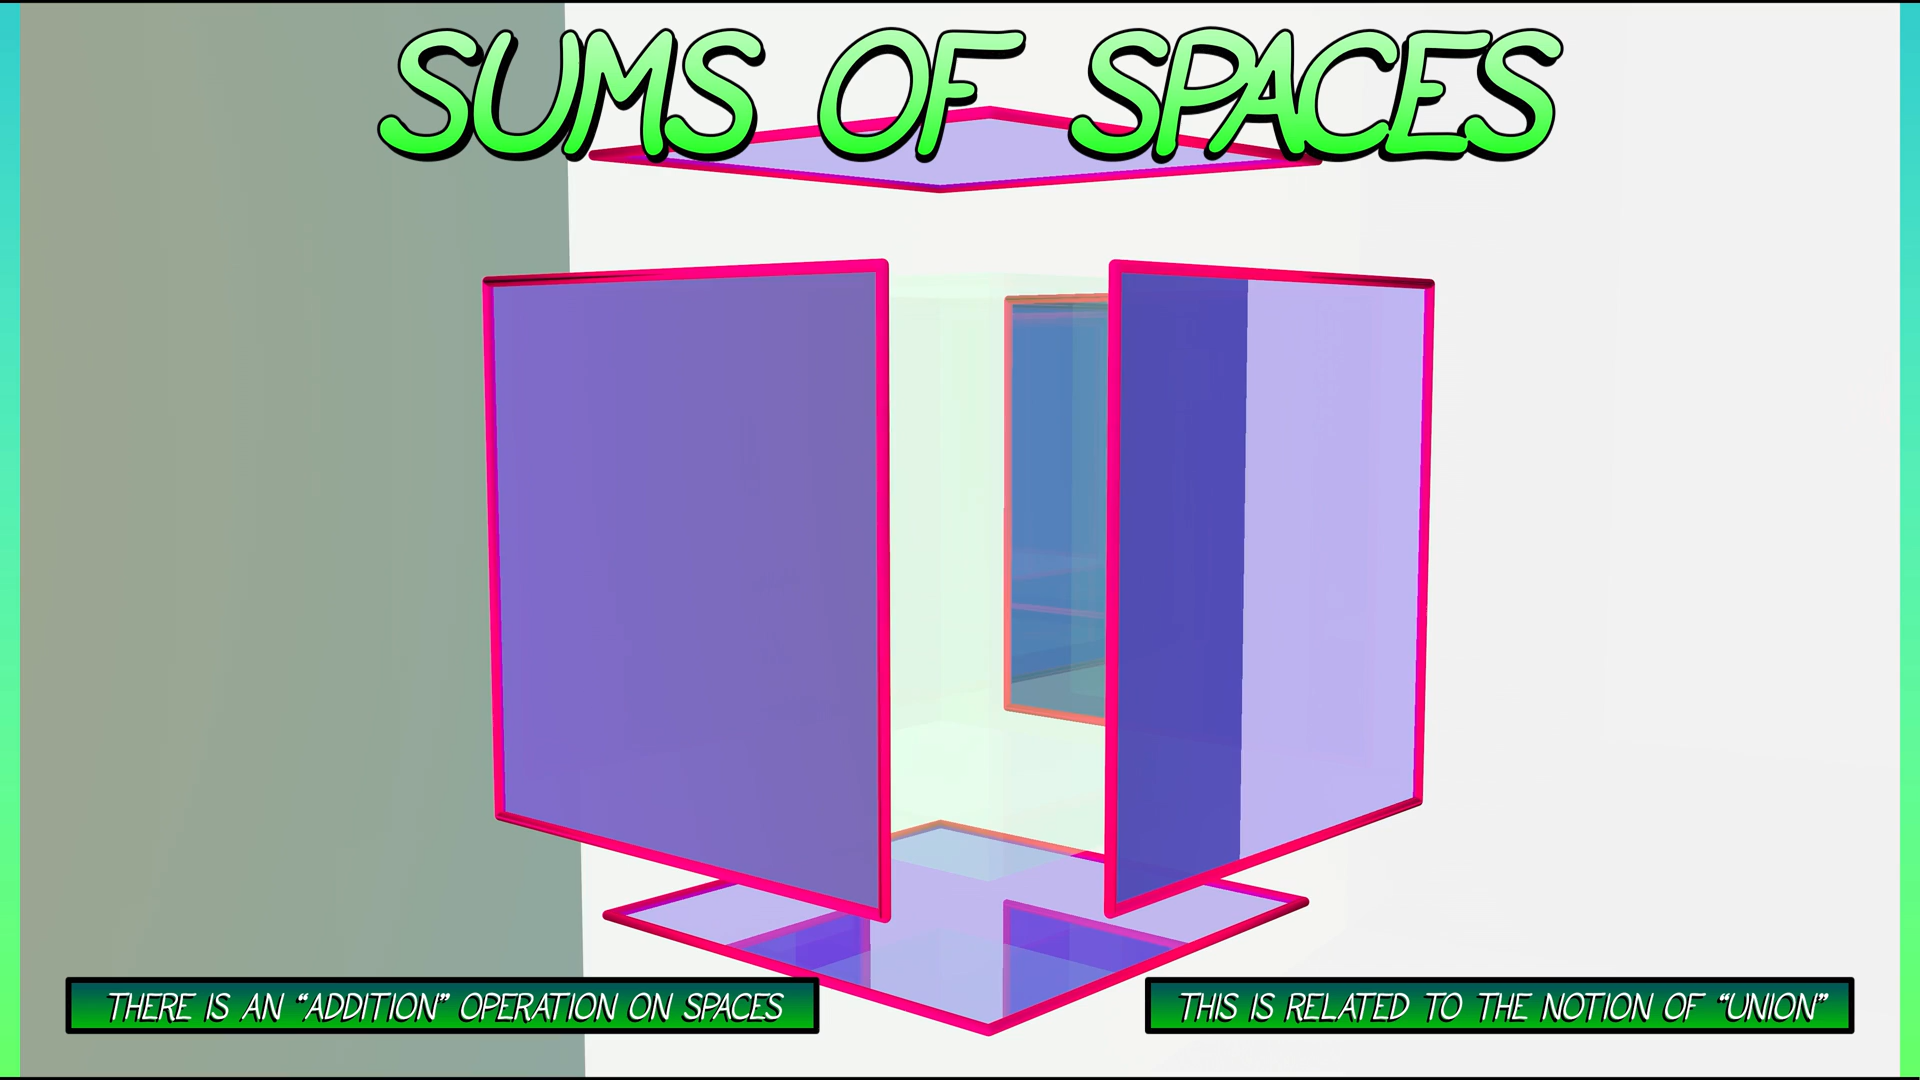 SUMS OF SPACES
THERE IS AN “ADDITION” OPERATION ON SPACES
THIS IS RELATED TO THE NOTION OF “UNION”